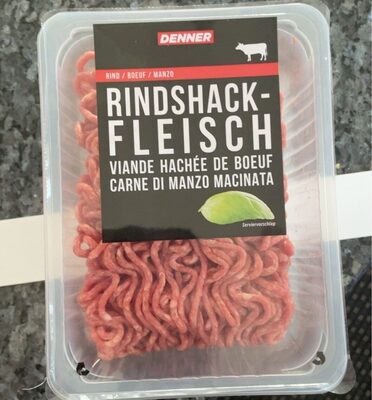 DENNER
RIND / BOEUF / MANZO
RINDSHACK-
FLEISCH
VIANDE HACHÉE DE BOEUF
CARNE DI MANZO MACINATA
Serviervorschlag